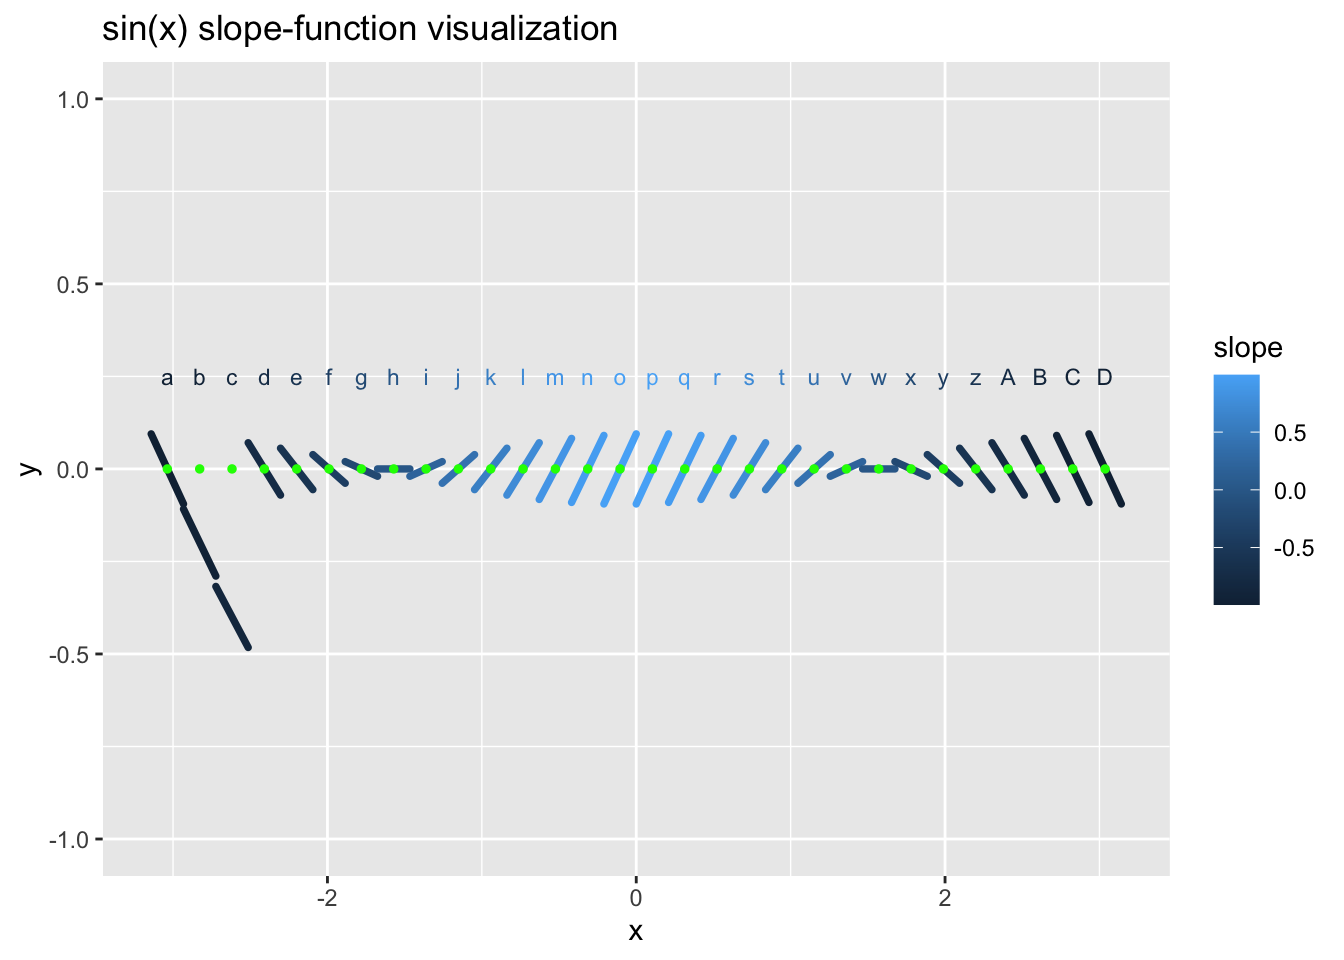 sin(x) slope-function visualization
1.0
0.5
0.0
-0.5
-1.0
y
a b c d e f g h i j k l m n o p q r s t u v w x y z A B C D
-2 0 2
x
slope
0.5
0.0
-0.5